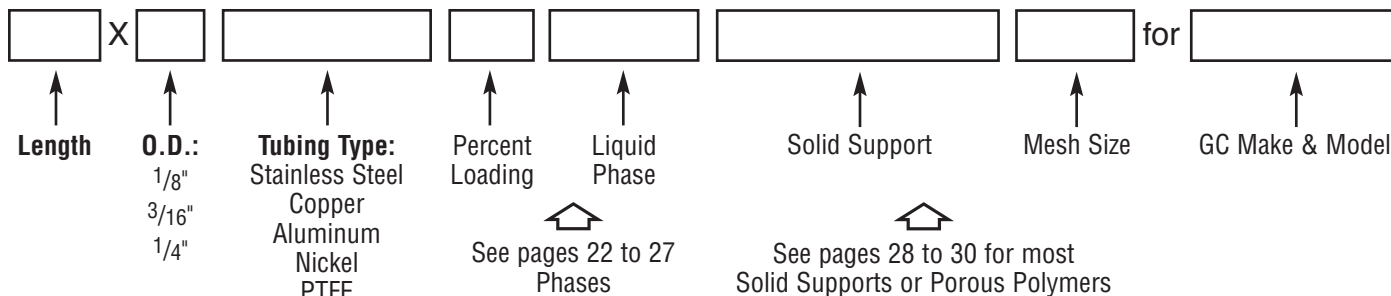 X for
Length O.D.: Tubing Type: Percent Liquid Solid Support Mesh Size GC Make & Model
1/8" Stainless Steel Loading Phase
3/16" Copper
1/4" Aluminum
Nickel
PTFE
See pages 22 to 27
Phases
See pages 28 to 30 for most
Solid Supports or Porous Polymers